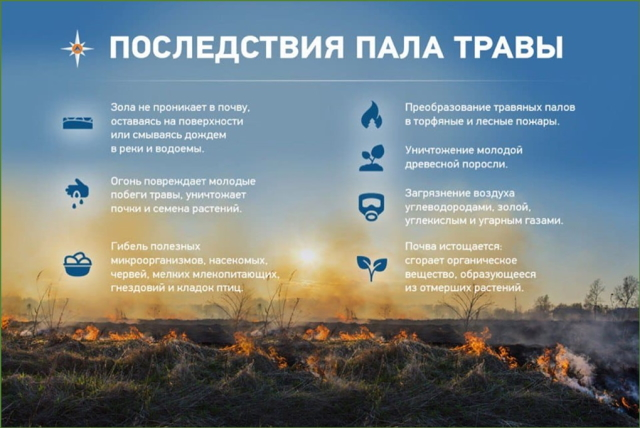 ПОСЛЕДСТВИЯ ПАЛА ТРАВЫ
Зола не проникает в почву,
оставаясь на поверхности
или смываясь дождем
в реки и водоемы.
Огонь повреждает молодые
побеги травы, уничтожает
почки и семена растений.
Гибель полезных
микроорганизмов, насекомых,
червей, мелких млекопитающих,
гнездовий и кладок птиц.
Преобразование травяных палов
в торфяные и лесные пожары.
Уничтожение молодой
древесной поросли.
Загрязнение воздуха
углеводородами, золой,
углекислым и угарным газами.
Почва истощается:
сгорает органическое
вещество, образующееся
из отмерших растений.